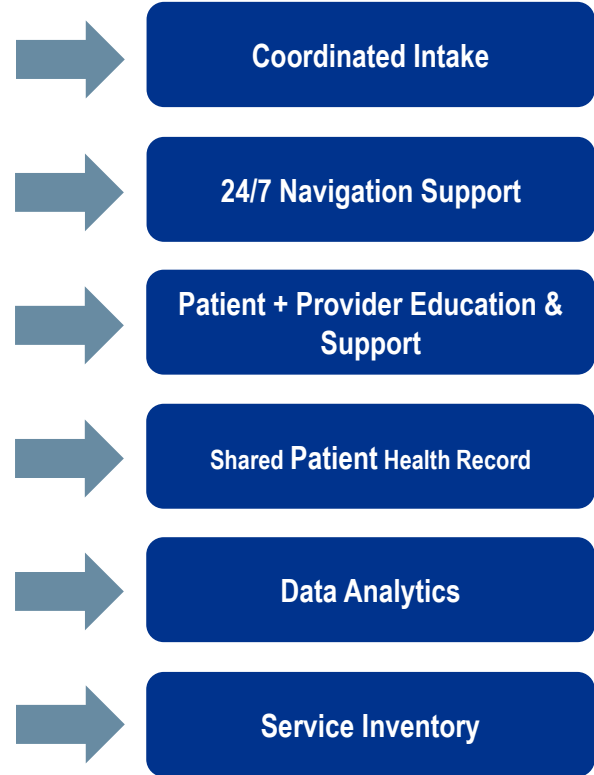 Coordinated Intake
24/7 Navigation Support
Patient + Provider Education &
Support
Shared Patient Health Record
Data Analytics
Service Inventory